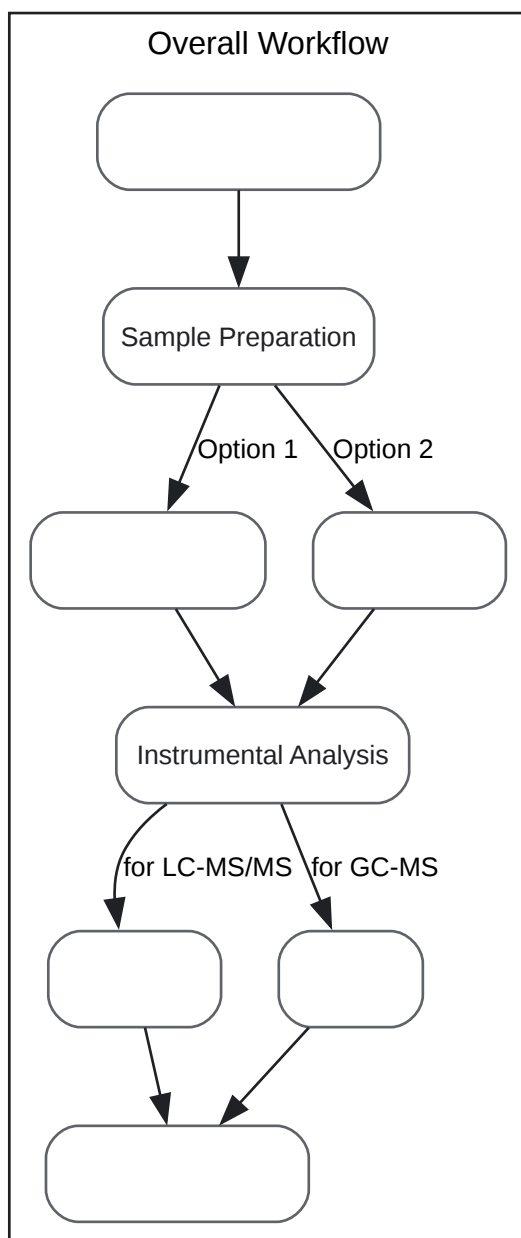 Overall Workflow
Sample Preparation
Option 1
Option 2
Instrumental Analysis
for LC-MS/MS
for GC-MS